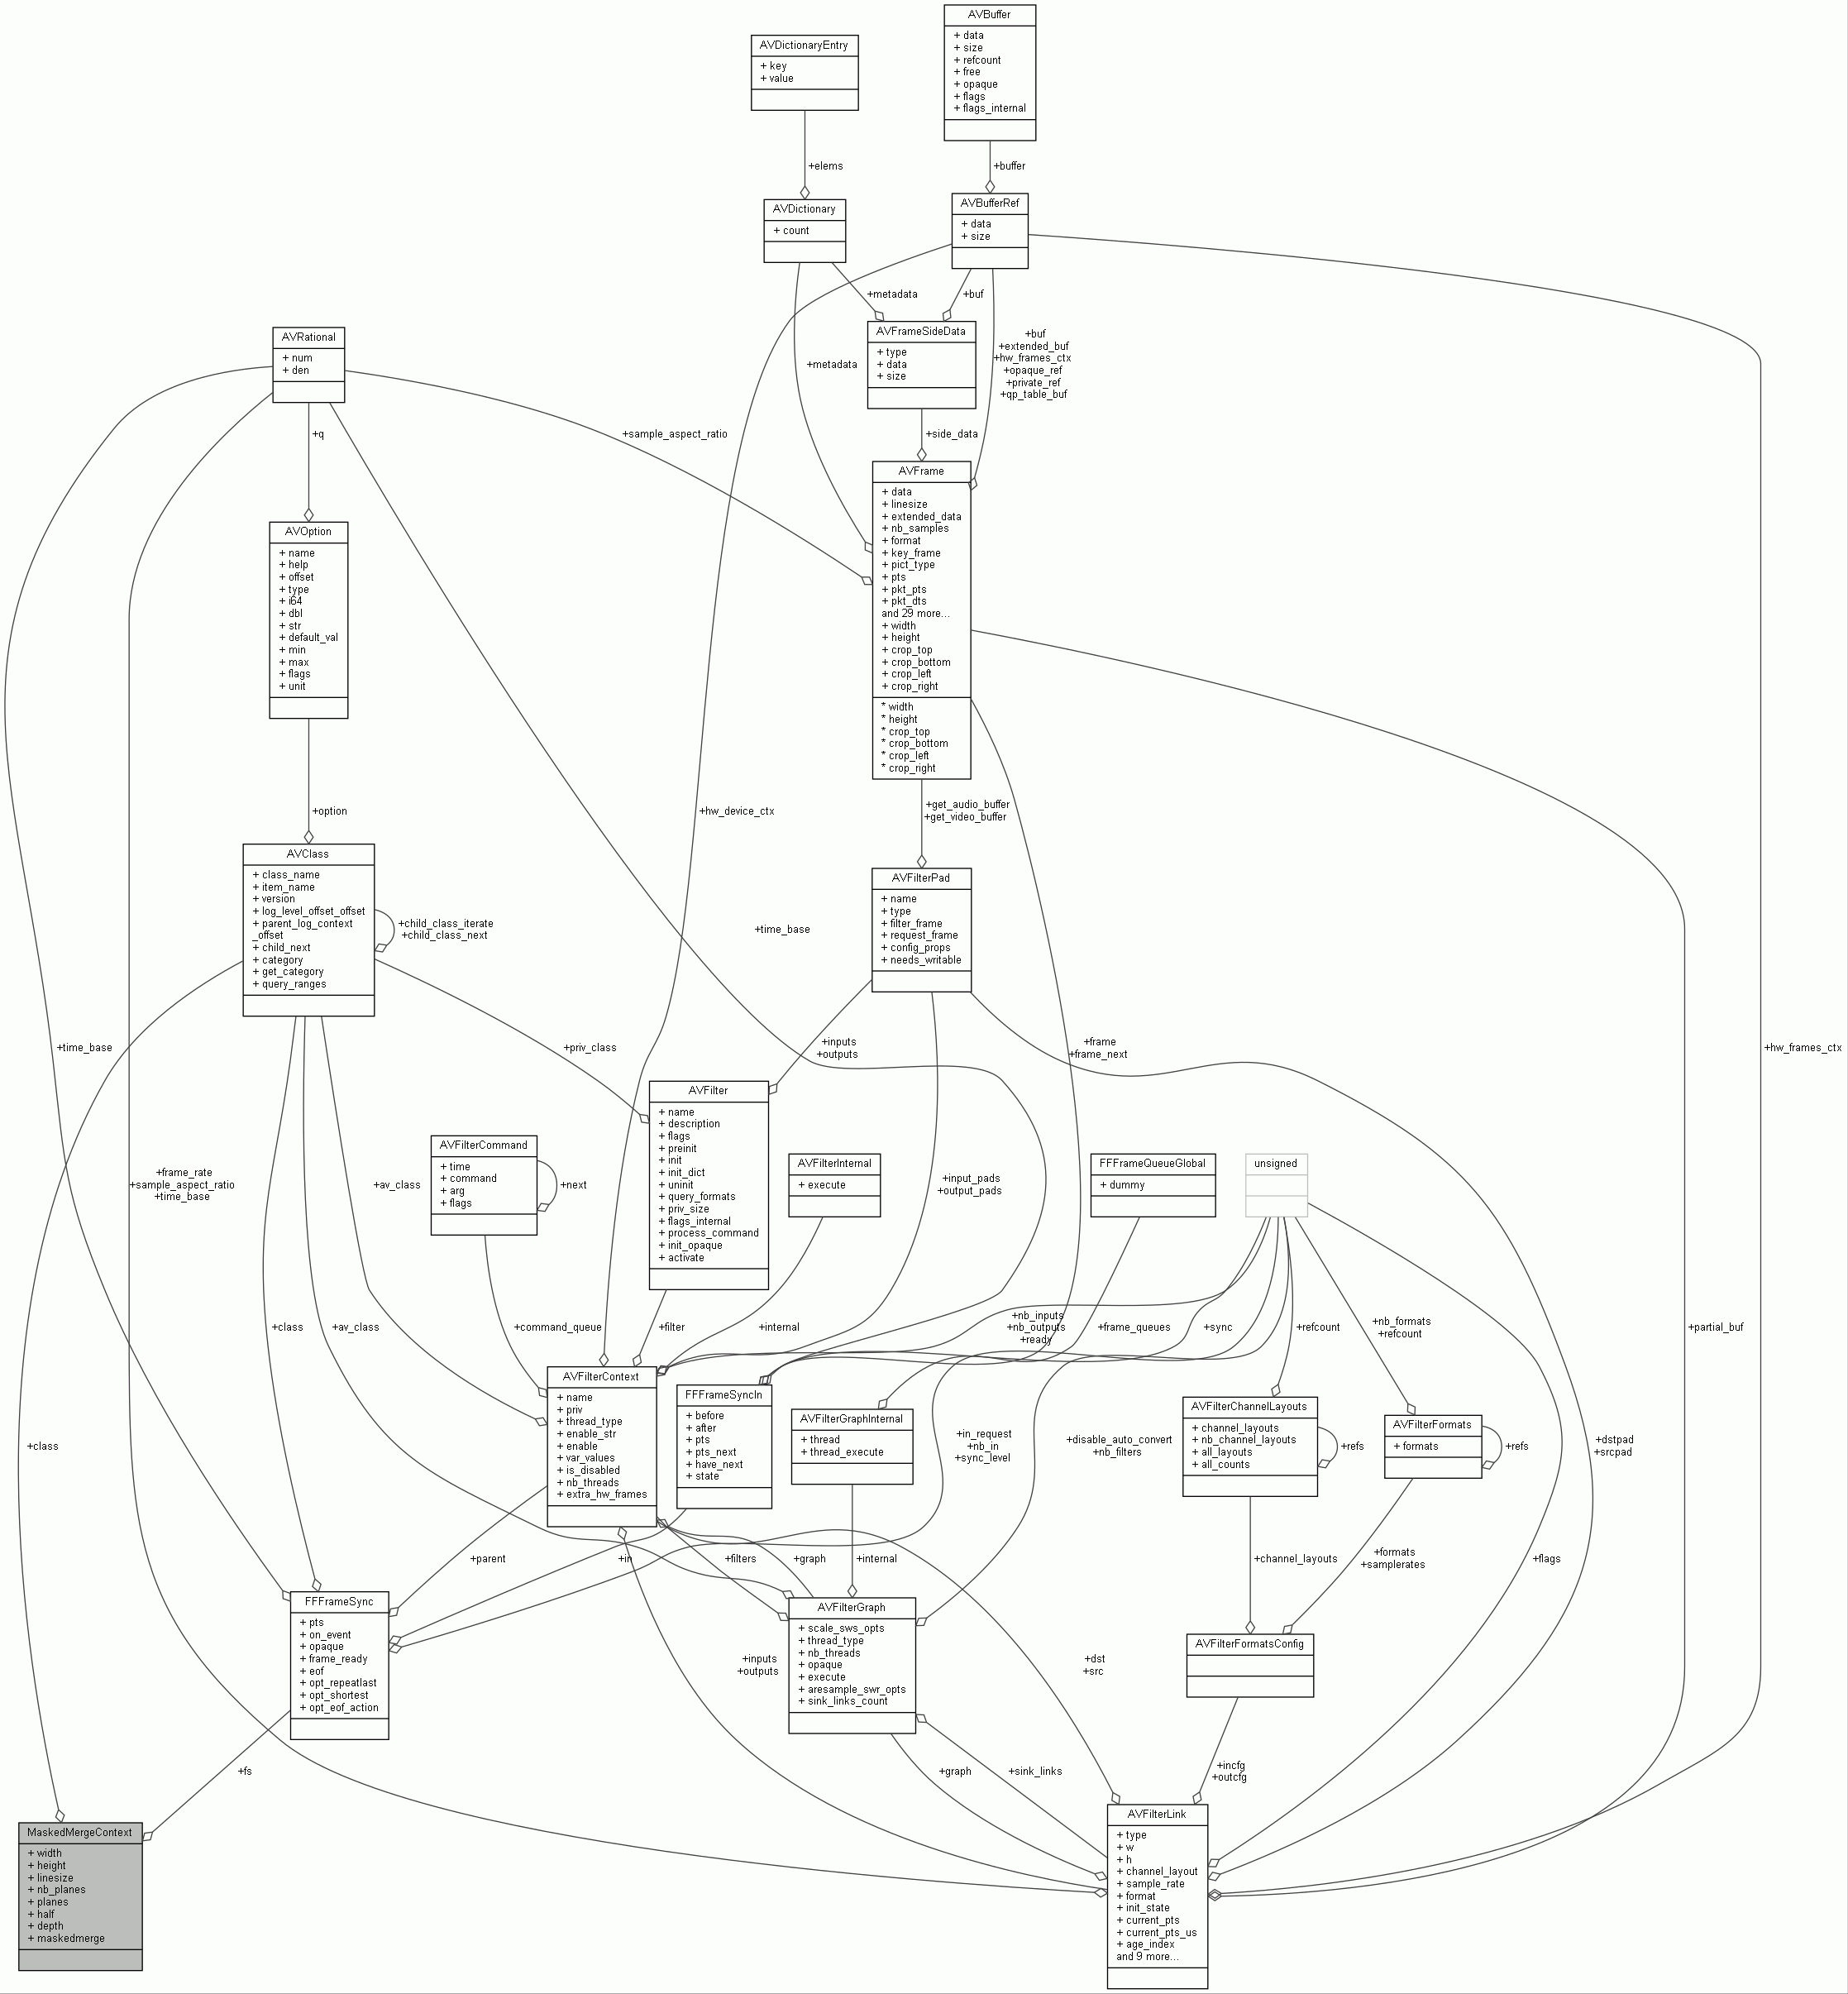 AVBuffer
+ data
+ size
+ refcount
+ free
+ opaque
+ flags
+ flags_internal
AVDictionaryEntry
+ key
+ value
+elems
+buffer
AVDictionary
+ count
AVBufferRef
+ data
+ size
+metadata
+buf
AVRational
+ num
+ den
AVFrameSideData
+ type
+ data
+ size
+metadata
+buf
+extended_buf
+hw_frames_ctx
+opaque_ref
+private_ref
+qp_table_buf
+q
+sample_aspect_ratio
+side_data
AVFrame
+ data
+ linesize
+ extended_data
+ nb_samples
+ format
+ key_frame
+ pict_type
+ pts
+ pkt_pts
+ pkt_dts
and 29 more...
+ width
+ height
+ crop_top
+ crop_bottom
+ crop_left
+ crop_right
* width
* height
* crop_top
* crop_bottom
* crop_left
* crop_right
AVOption
+ name
+ help
+ offset
+ type
+ i64
+ dbl
+ str
+ default_val
+ min
+ max
+ flags
+ unit
+option
+hw_device_ctx
+get_audio_buffer
+get_video_buffer
AVClass
+ class_name
+ item_name
+ version
+ log_level_offset_offset
+ parent_log_context
_offset
+ child_next
+ category
+ get_category
+ query_ranges
+child_class_iterate
+child_class_next
+time_base
AVFilterPad
+ name
+ type
+ filter_frame
+ request_frame
+ config_props
+ needs_writable
+time_base
+priv_class
+inputs
+outputs
+frame
+frame_next
+hw_frames_ctx
AVFilter
+ name
+ description
+ flags
+ preinit
+ init
+ init_dict
+ uninit
+ query_formats
+ priv_size
+ flags_internal
+ process_command
+ init_opaque
+ activate
AVFilterCommand
+ time
+ command
+ arg
+ flags
+next
AVFilterInternal
+ execute
FFFrameQueueGlobal
+ dummy
unsigned
+frame_rate
+sample_aspect_ratio
+time_base
+av_class
+input_pads
+output_pads
+class
+av_class
+command_queue
+filter
+internal
+nb_inputs
+nb_outputs
+ready
+frame_queues
+sync
+refcount
+nb_formats
+refcount
+partial_buf
AVFilterContext
+ name
+ priv
+ thread_type
+ enable_str
+ enable
+ var_values
+ is_disabled
+ nb_threads
+ extra_hw_frames
FFFrameSyncIn
+ before
+ after
+ pts
+ pts_next
+ have_next
+ state
AVFilterGraphInternal
+ thread
+ thread_execute
+in_request
+nb_in
+sync_level
+disable_auto_convert
+nb_filters
AVFilterChannelLayouts
+ channel_layouts
+ nb_channel_layouts
+ all_layouts
+ all_counts
+refs
AVFilterFormats
+ formats
+refs
+dstpad
+srcpad
+class
+parent
+in
+filters
+graph
+internal
+channel_layouts
+formats
+samplerates
+flags
FFFrameSync
+ pts
+ on_event
+ opaque
+ frame_ready
+ eof
+ opt_repeatlast
+ opt_shortest
+ opt_eof_action
AVFilterGraph
+ scale_sws_opts
+ thread_type
+ nb_threads
+ opaque
+ execute
+ aresample_swr_opts
+ sink_links_count
+inputs
+outputs
+dst
+src
AVFilterFormatsConfig
+fs
+graph
+sink_links
+incfg
+outcfg
MaskedMergeContext
+ width
+ height
+ linesize
+ nb_planes
+ planes
+ half
+ depth
+ maskedmerge
AVFilterLink
+ type
+ w
+ h
+ channel_layout
+ sample_rate
+ format
+ init_state
+ current_pts
+ current_pts_us
+ age_index
and 9 more...